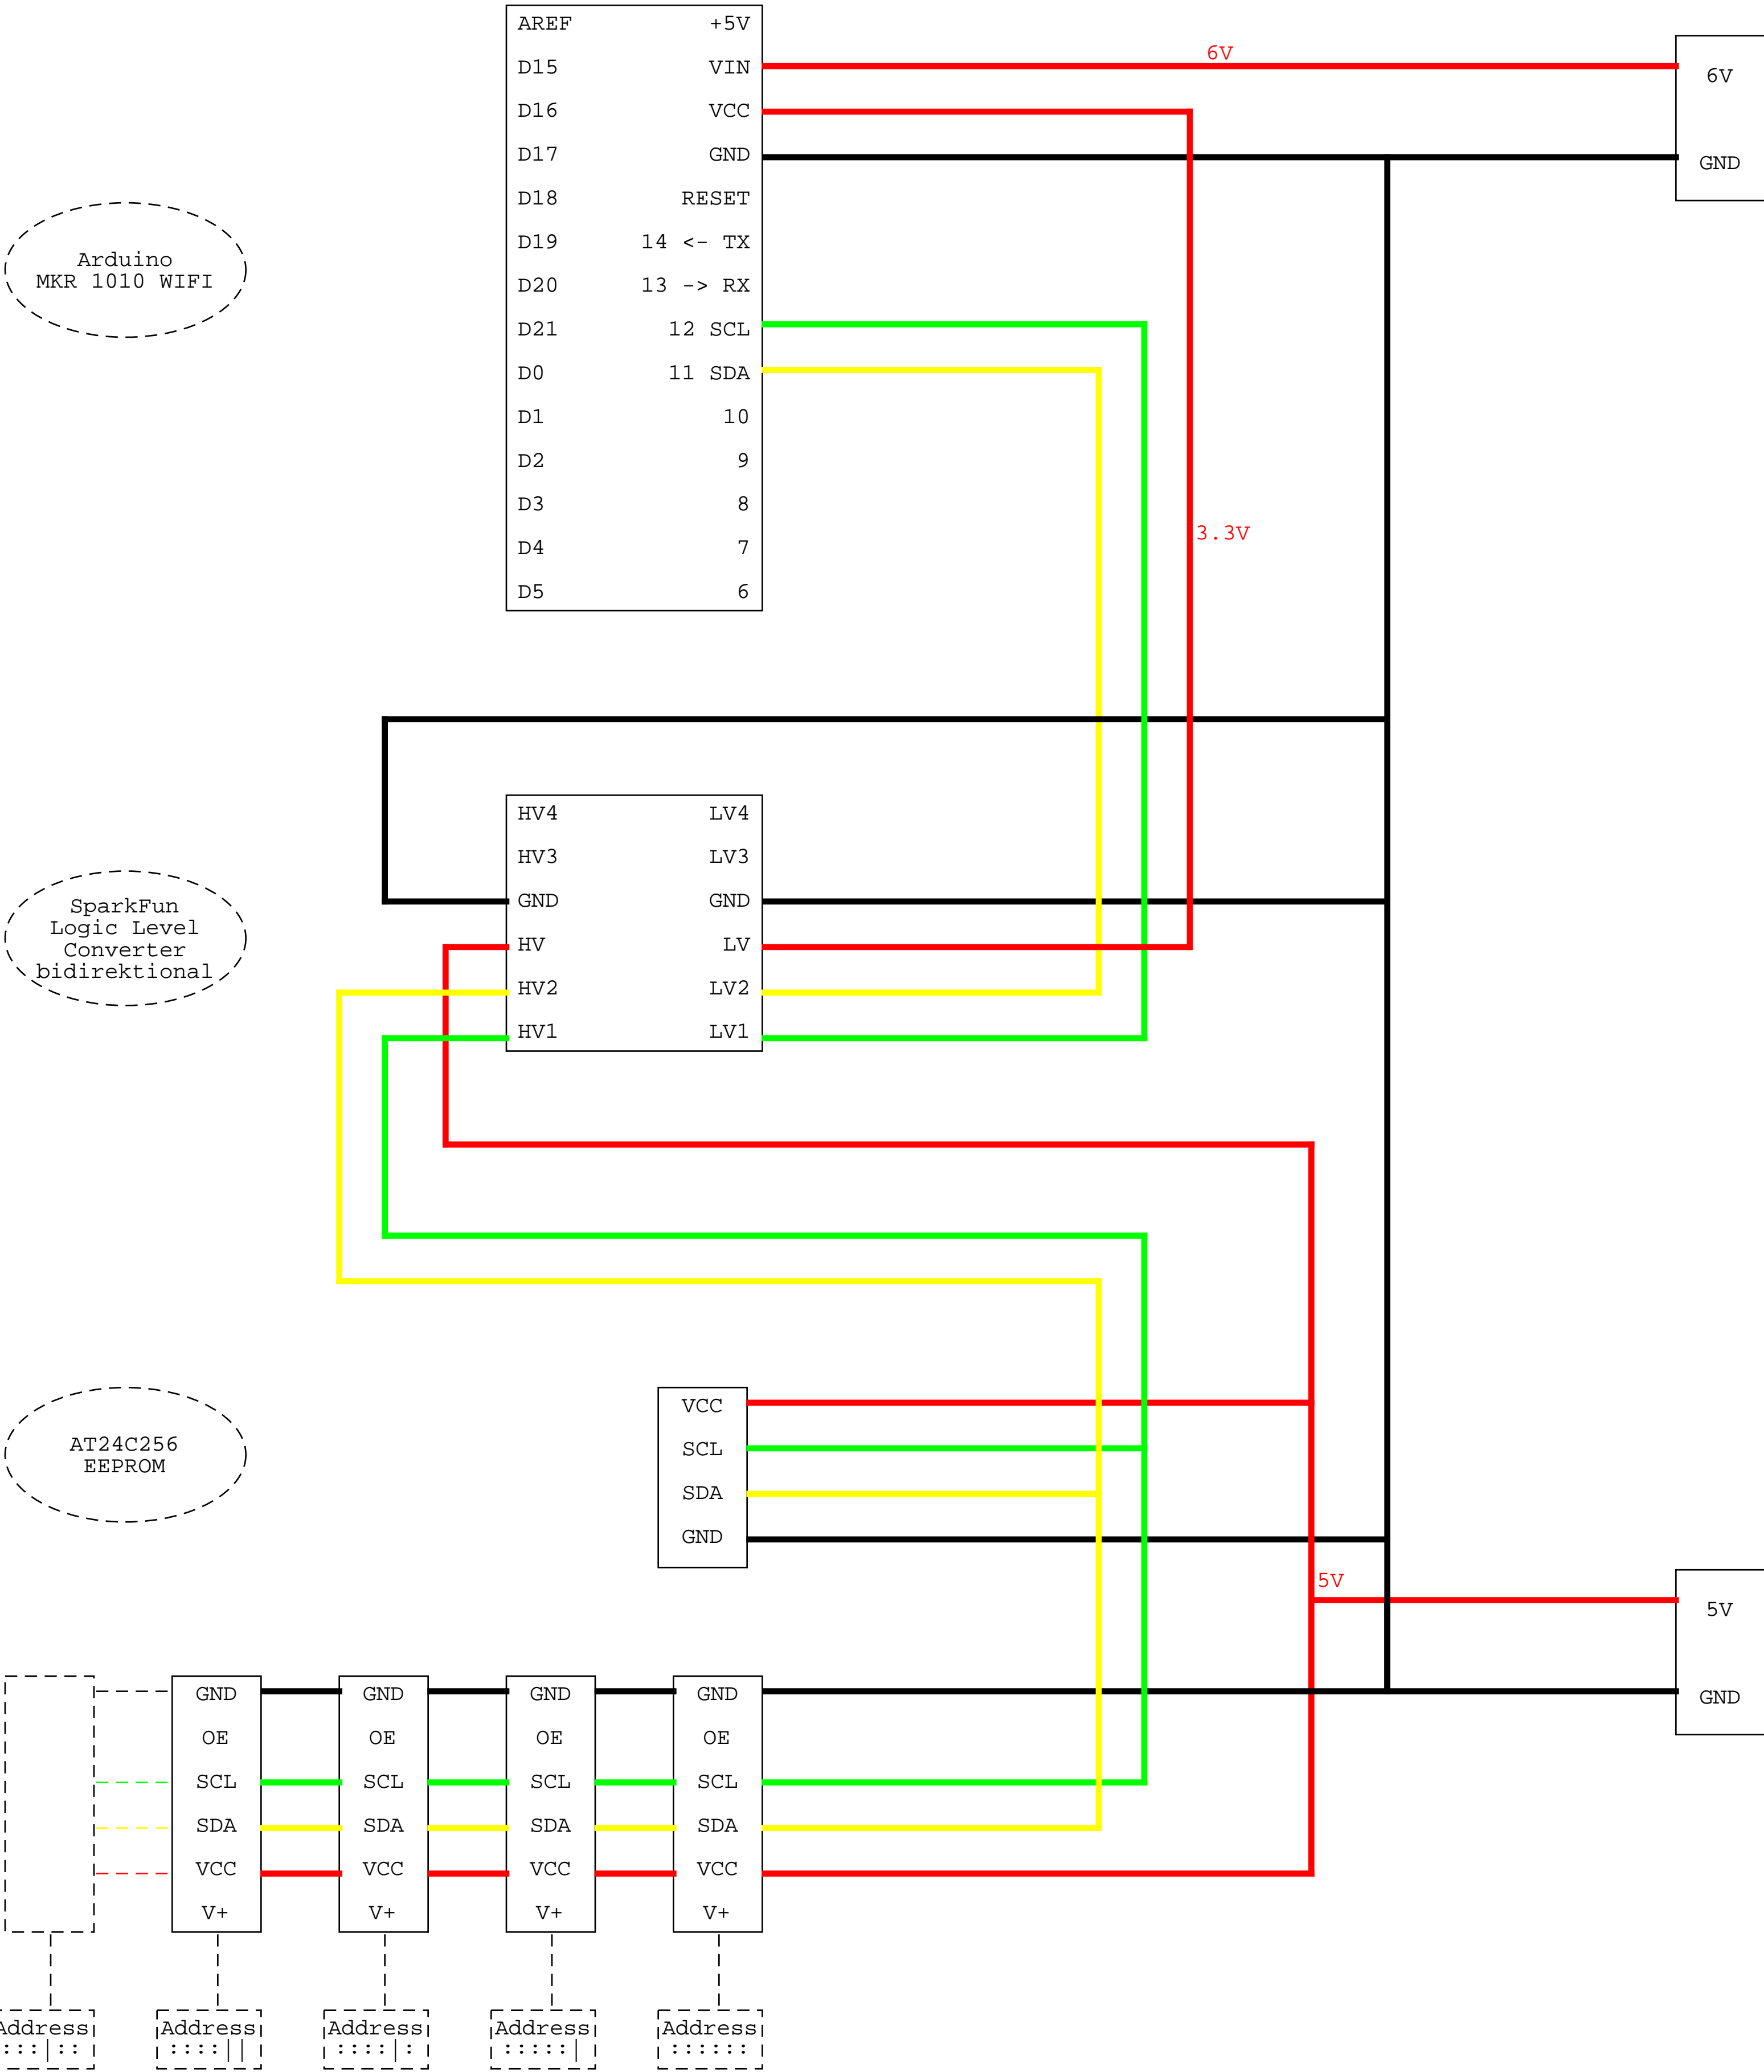 AREF +5V
D15 VIN
D16 VCC
D17 GND
D18 RESET
D19 14 <- TX
D20 13 -> RX
D21 12 SCL
D0 11 SDA
D1 10
D2 9
D3 8
D4 7
D5 6
6V
6V
GND
3.3V
Arduino
MKR 1010 WIFI
HV4 LV4
HV3 LV3
GND GND
HV LV
HV2 LV2
HV1 LV1
SparkFun
Logic Level
Converter
bidirektional
AT24C256
EEPROM
VCC
SCL
SDA
GND
5V
5V
GND
GND GND GND GND
OE OE OE OE
SCL SCL SCL SCL
SDA SDA SDA SDA
VCC VCC VCC VCC
V+ V+ V+ V+
Address Address Address Address Address
:::|:: ::::|| ::::|: :::::| ::::::